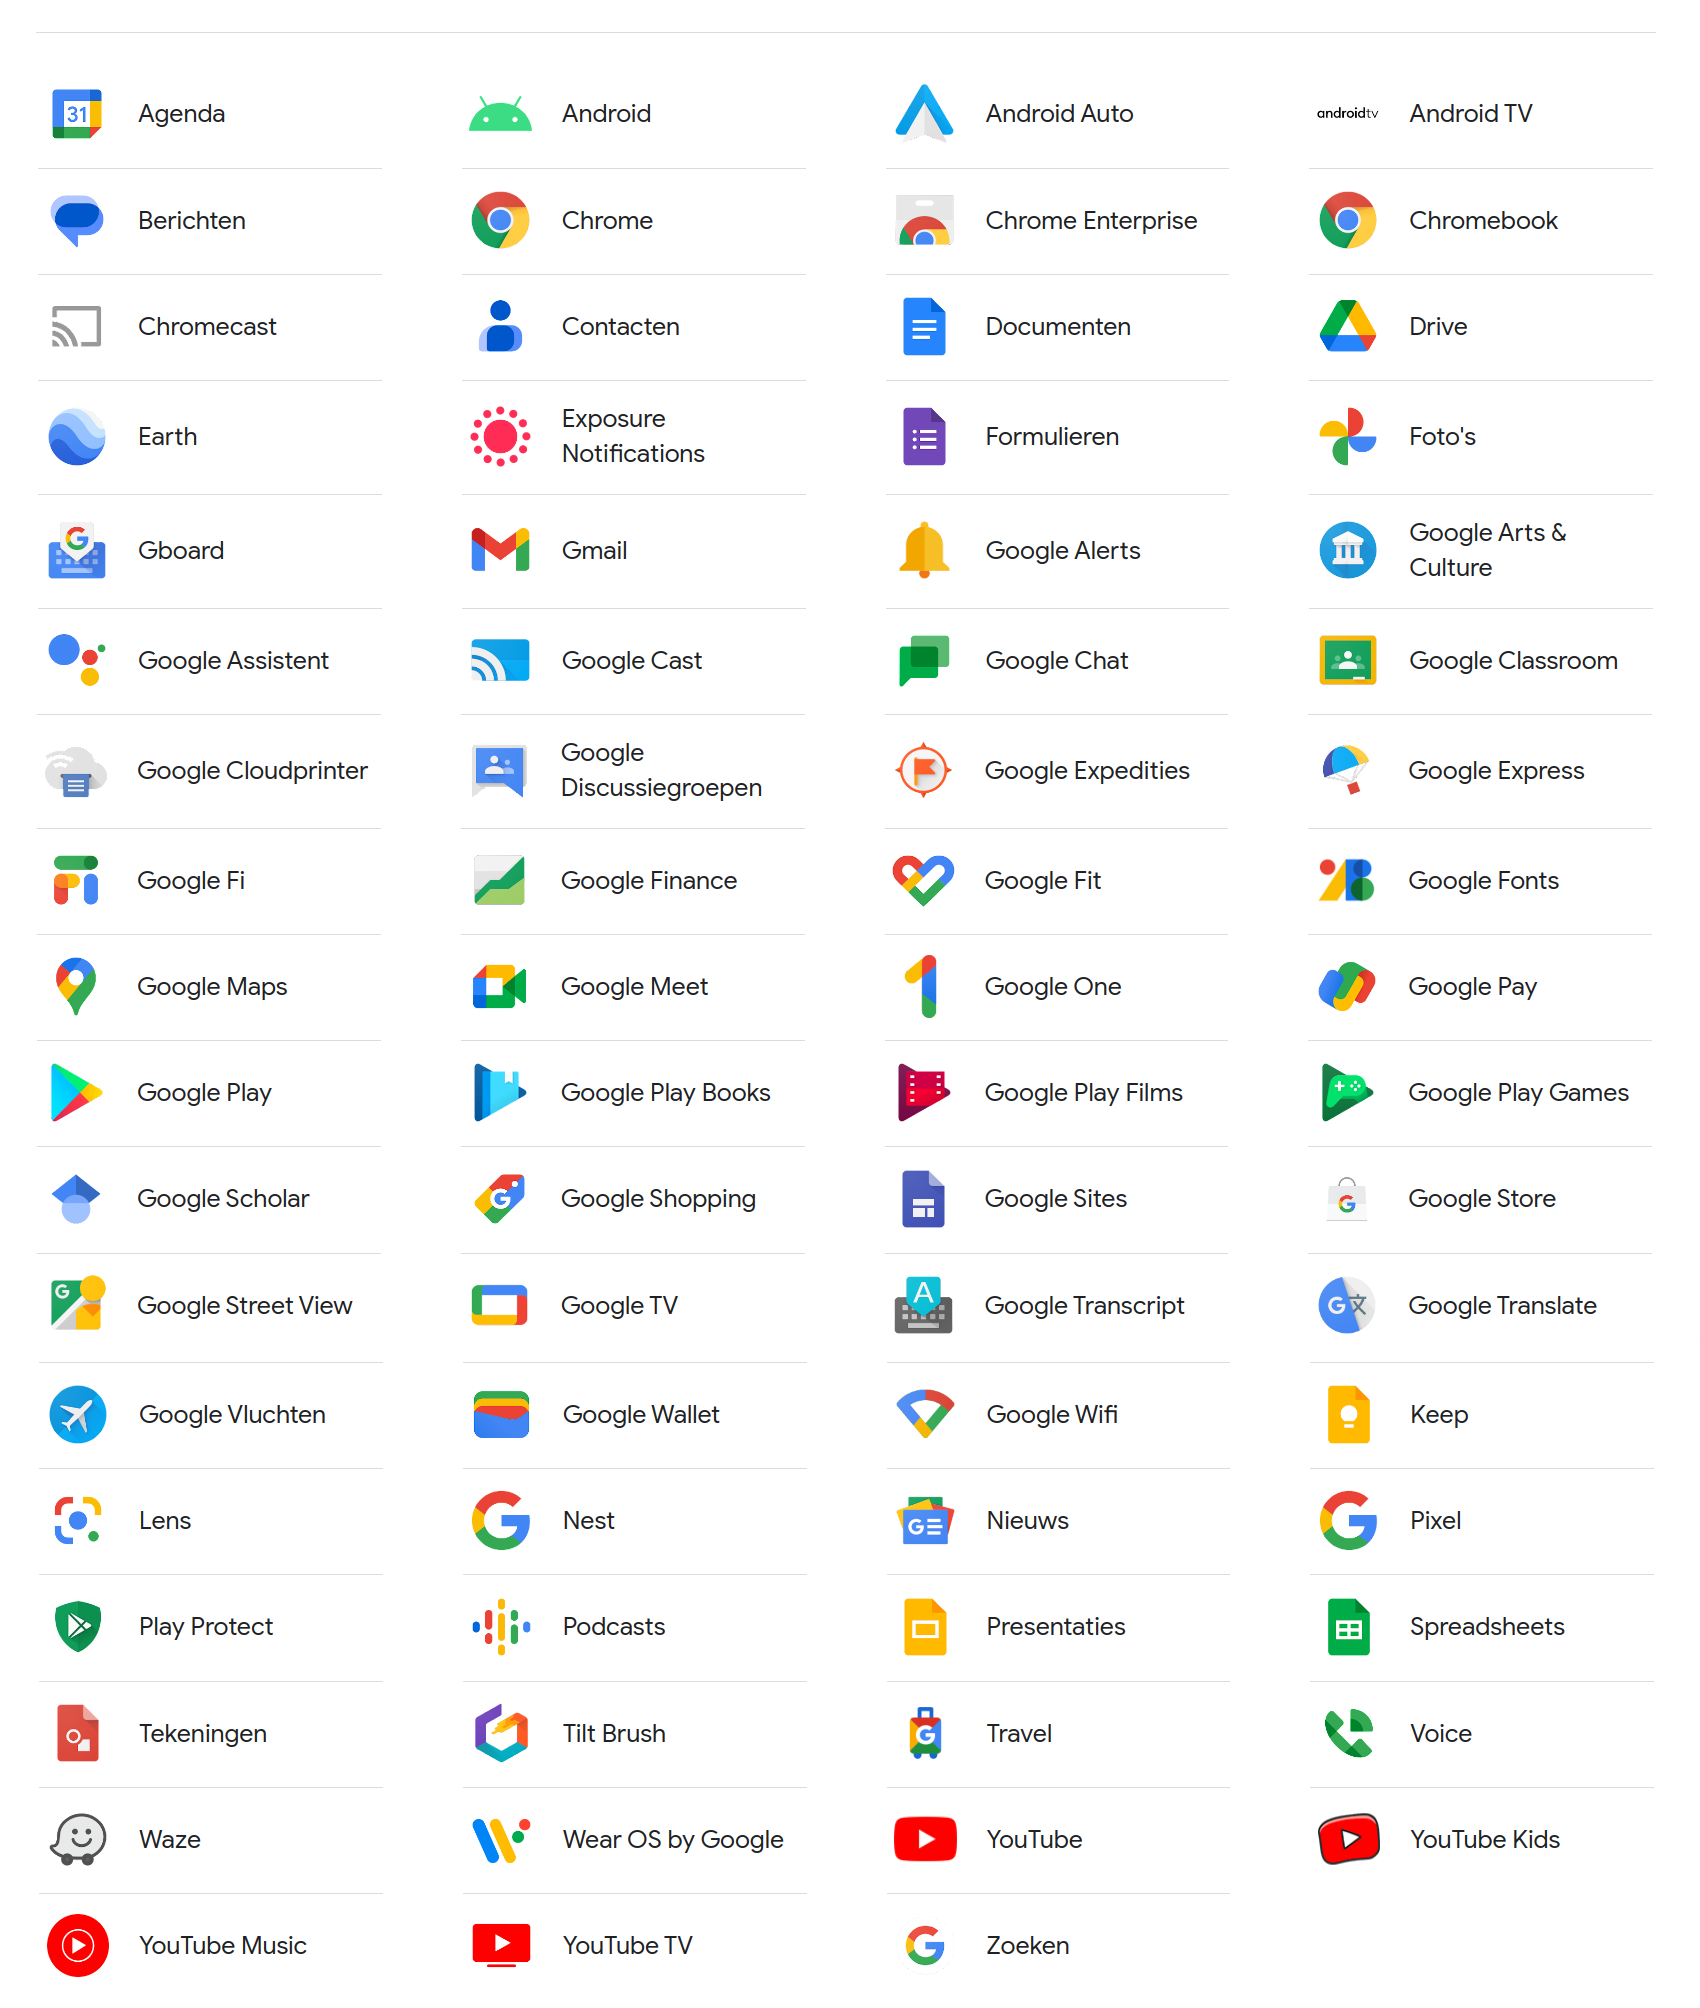 31 Agenda
Android
Android Auto
androidtv Android TV
Berichten
Chrome
Chrome Enterprise
Chromebook
Chromecast
Contacten
Documenten
Drive
Earth
Exposure
Notifications
Formulieren
Foto's
G Gboard
Gmail
Google Alerts
Google Arts &
Culture
Google Assistent
Google Cast
Google Chat
Google Classroom
Google Cloudprinter
Google
Discussiegroepen
Google Expedities
Google Express
Google Fi
Google Finance
Google Fit
Google Fonts
Google Maps
Google Meet
Google One
Google Pay
Google Play
Google Play Books
Google Play Films
Google Play Games
Google Scholar
G Google Shopping
Google Sites
G Google Store
G Google Street View
Google TV
A Google Transcript
G文 Google Translate
Google Vluchten
Google Wallet
Google Wifi
Keep
Lens
G Nest
G Nieuws
G Pixel
Play Protect
Podcasts
Presentaties
Spreadsheets
Tekeningen
Tilt Brush
G Travel
Voice
Waze
Wear OS by Google
YouTube
YouTube Kids
YouTube Music
YouTube TV
G Zoeken